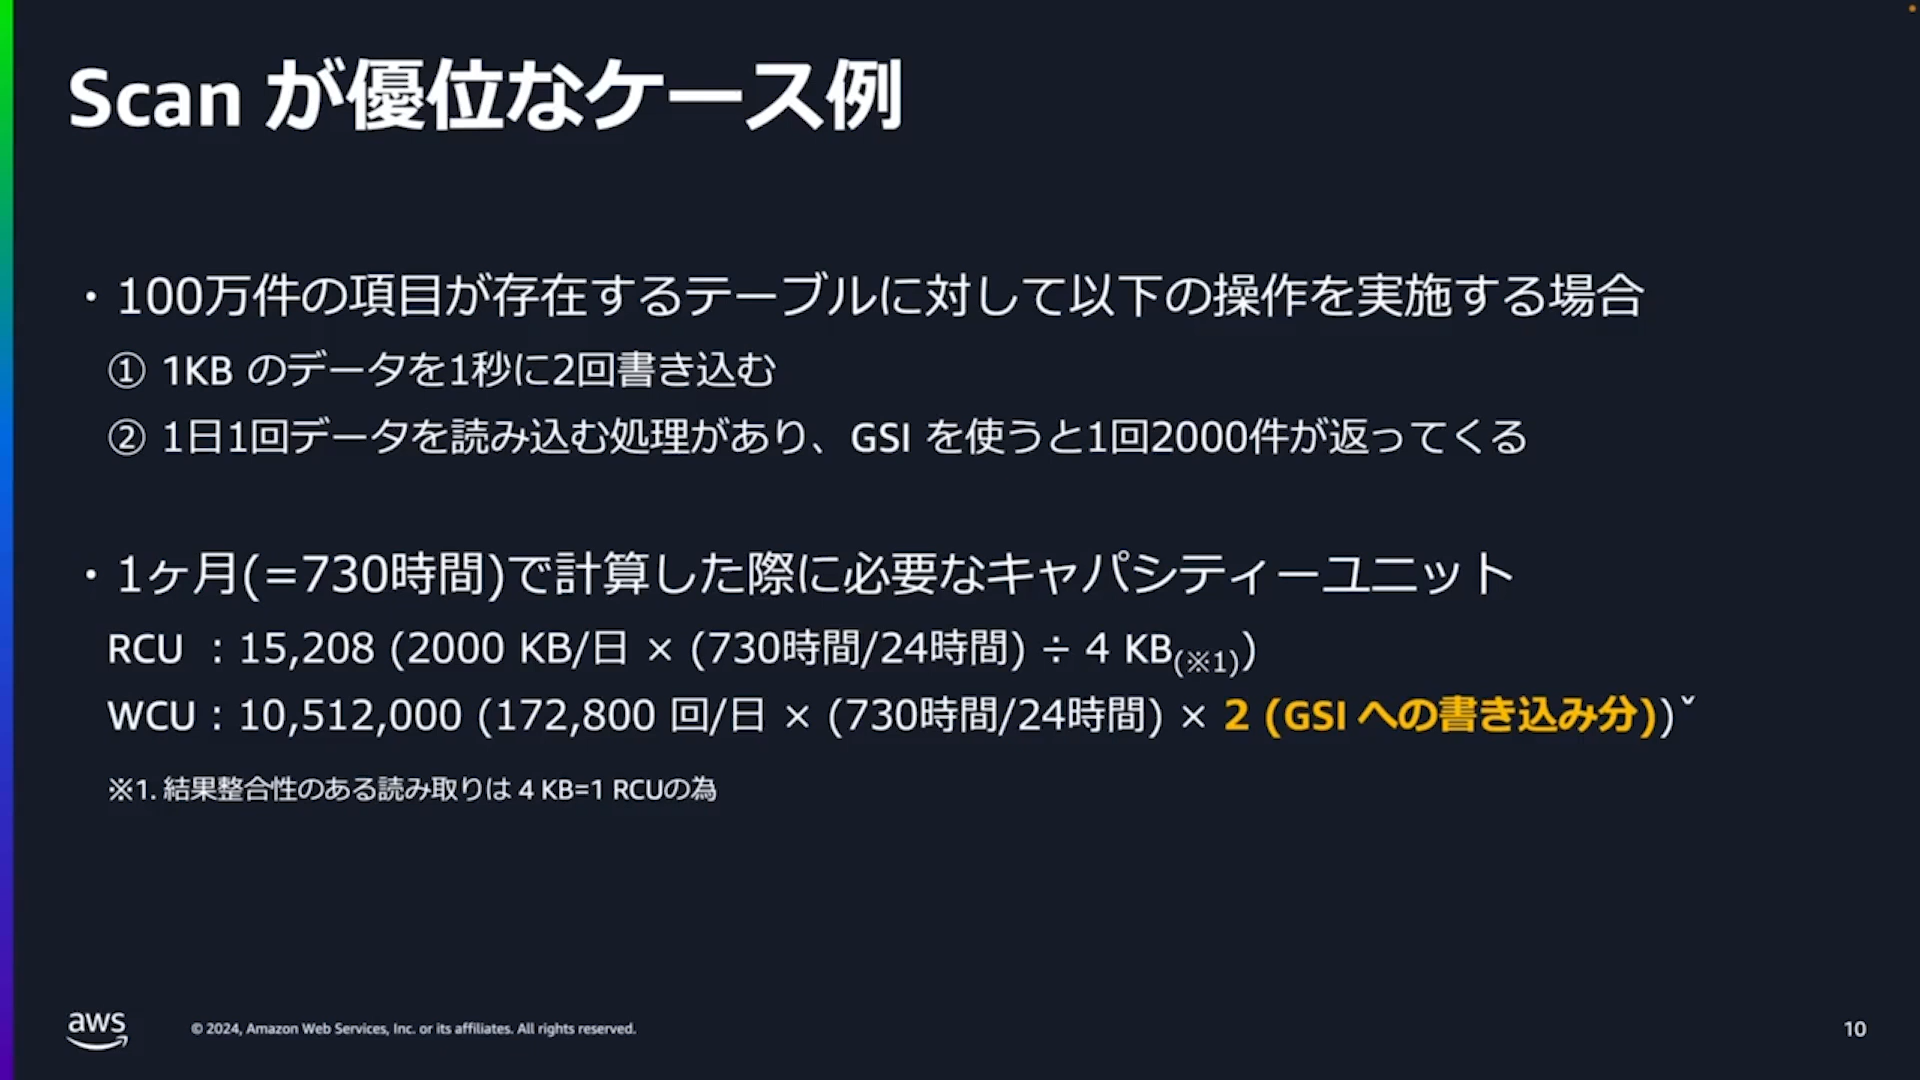 Scan が優位なケース例
・100万件の項目が存在するテーブルに対して以下の操作を実施する場合
① 1KB のデータを1秒に2回書き込む
② 1日1回データを読み込む処理があり、GSI を使うと1回2000件が返ってくる
・1ヶ月(=730時間)で計算した際に必要なキャパシティーユニット
RCU ：15,208 (2000 KB/日 × (730時間/24時間) ÷ 4 KB(※1))
WCU：10,512,000 (172,800 回/日 × (730時間/24時間) × 2 (GSI への書き込み分))ˇ
※1. 結果整合性のある読み取りは 4 KB=1 RCUの為
aws
© 2024, Amazon Web Services, Inc. or its affiliates. All rights reserved.
10